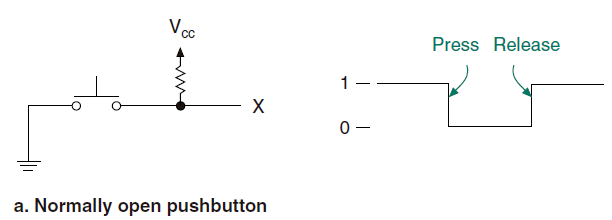 Vcc
Press Release
1
X
0
a. Normally open pushbutton